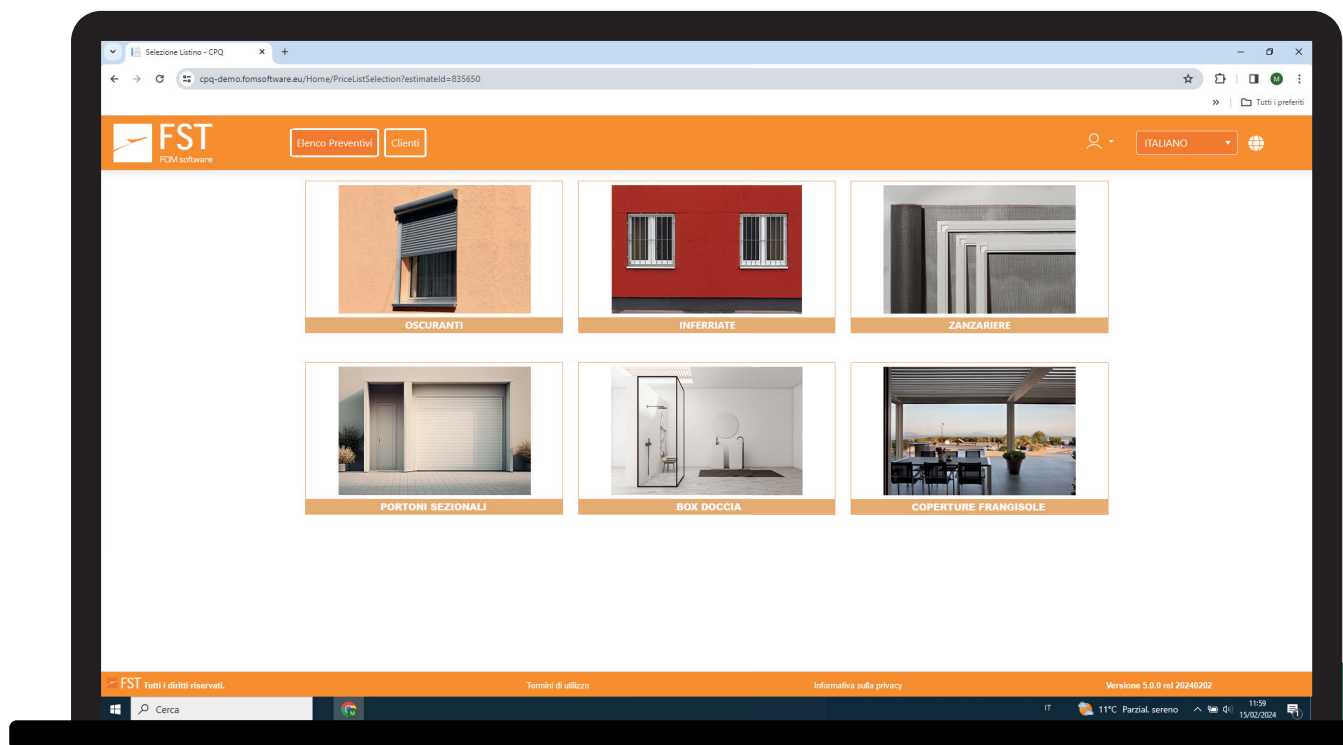 Selezione Listino - CPQ
cpq-demo.fomsoftware.eu/Home/PriceListSelection?estimateId=835650
M
Tutti i preferiti
FST
FOM software
Elenco Preventivi
Clienti
ITALIANO
OSCURANTI
INFERRIATE
ZANZARIERE
PORTONI SEZIONALI
BOX DOCCIA
COPERTURE FRANGISOLE
FST Tutti i diritti riservati.
Termini di utilizzo
Informativa sulla privacy
Versione 5.0.0 rel 20240202
Cerca
IT
11°C Parzial. sereno
11:59
15/02/2024
1